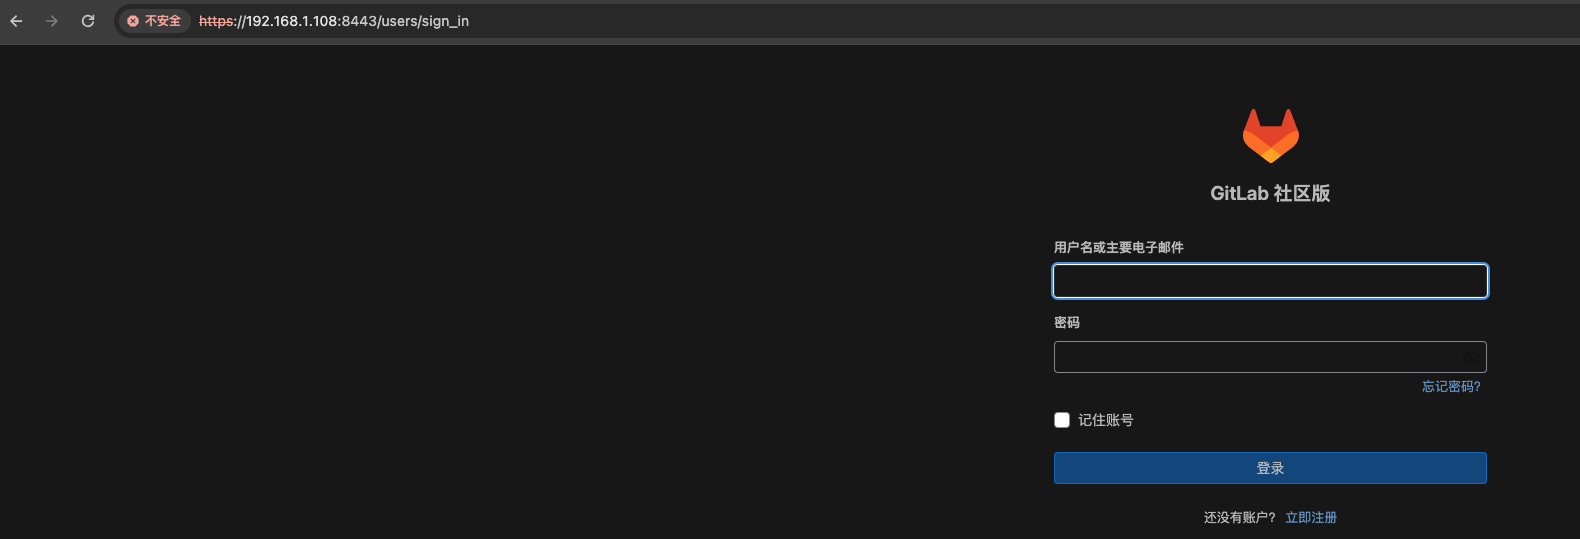 不安全 https://192.168.1.108:8443/users/sign_in
GitLab 社区版
用户名或主要电子邮件
密码
忘记密码?
记住账号
登录
还没有账户? 立即注册